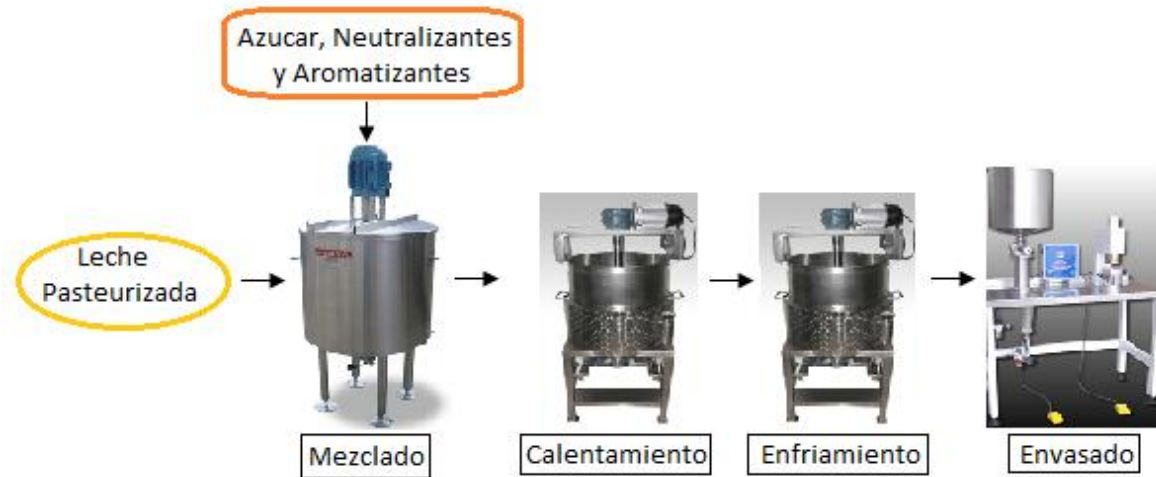 Azucar, Neutralizantes
y Aromatizantes
Leche
Pasteurizada
Mezclado
Calentamiento
Enfriamiento
Envasado